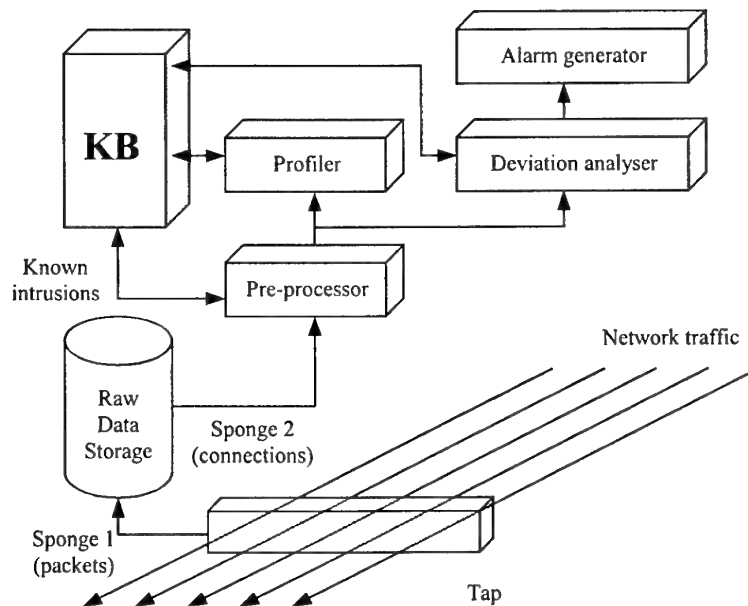 Alarm generator
KB
Profiler
Deviation analyser
Known
intrusions
Pre-processor
Network traffic
Raw
Data
Storage
Sponge 2
(connections)
Sponge 1
(packets)
Tap